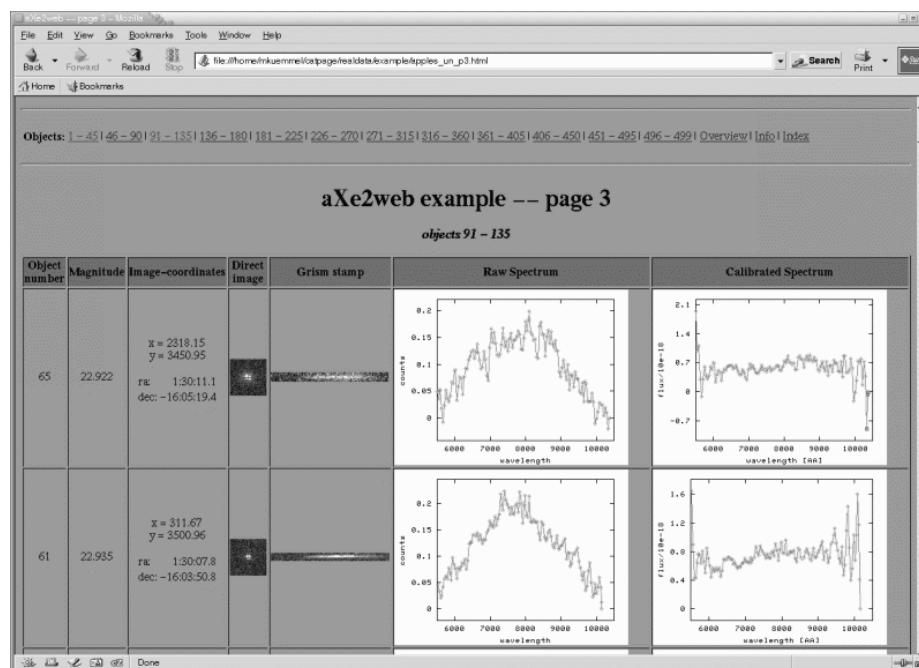 aXe2web -- page 3 - Mozilla
File Edit View Go Bookmarks Tools Window Help
Back Forward Reload Stop file:///home/mkuemmel/catpage/realdata/example/apples_un_p3.html Search Print
Home Bookmarks
Objects: 1 - 45 | 46 - 90 | 91 - 135 | 136 - 180 | 181 - 225 | 226 - 270 | 271 - 315 | 316 - 360 | 361 - 405 | 406 - 450 | 451 - 495 | 496 - 499 | Overview | Info | Index
aXe2web example -- page 3
objects 91 - 135
Object number Magnitude Image-coordinates Direct image Grism stamp Raw Spectrum Calibrated Spectrum
65
22.922
x = 2318.15
y = 3450.95
ra: 1:30:11.1
dec: -16:05:19.4
counts
0.2
0.15
0.1
0.05
0
6000 7000 8000 9000 10000
wavelength
flux/10e-18
2.1
1.4
0.7
0
-0.7
6000 7000 8000 9000 10000
wavelength [AA]
61
22.935
x = 311.67
y = 3500.96
ra: 1:30:07.8
dec: -16:03:50.8
counts
0.2
0.15
0.1
0.05
0
6000 7000 8000 9000 10000
wavelength
flux/10e-18
1.6
1.2
0.8
0.4
0
6000 7000 8000 9000 10000
wavelength [AA]
Done